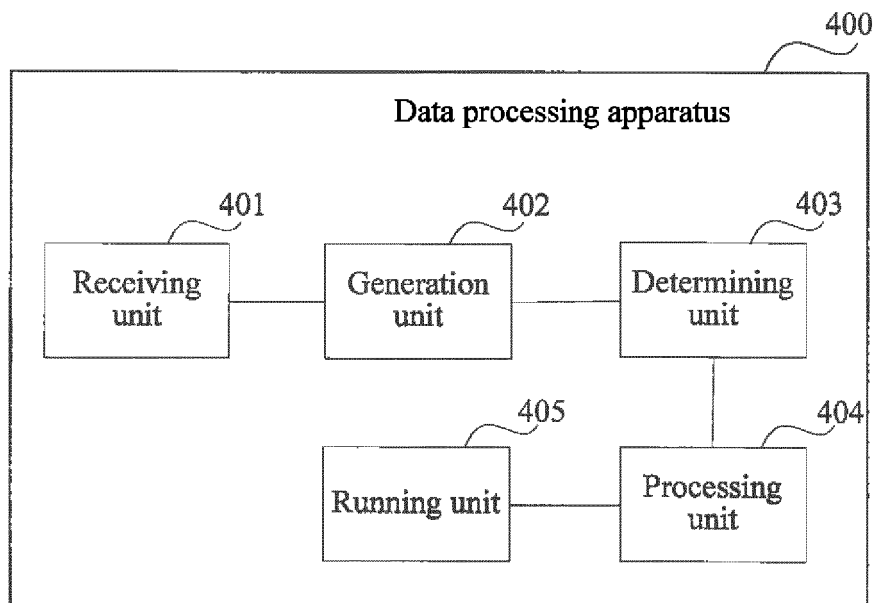 400
Data processing apparatus
401
402
403
Receiving
unit
Generation
unit
Determining
unit
405
404
Running unit
Processing
unit